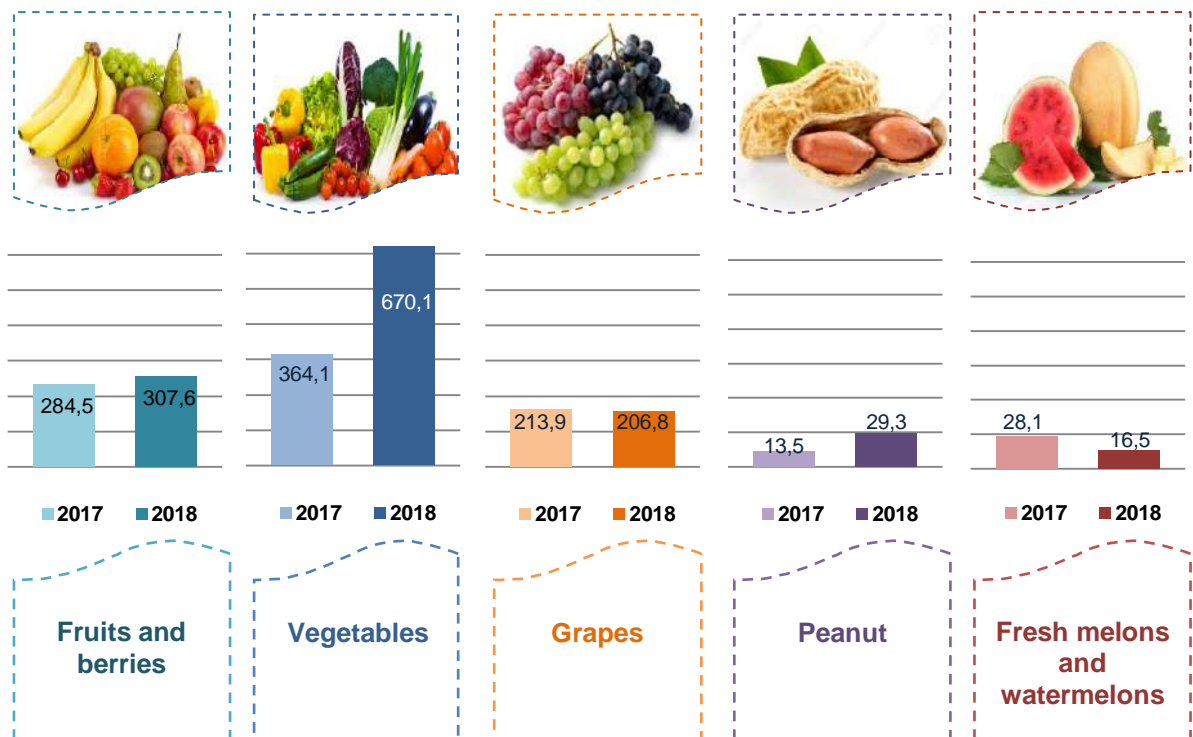 284,5
307,6
364,1
670,1
213,9
206,8
13,5
29,3
28,1
16,5
2017 2018
2017 2018
2017 2018
2017 2018
2017 2018
Fruits and
berries
Vegetables
Grapes
Peanut
Fresh melons
and
watermelons